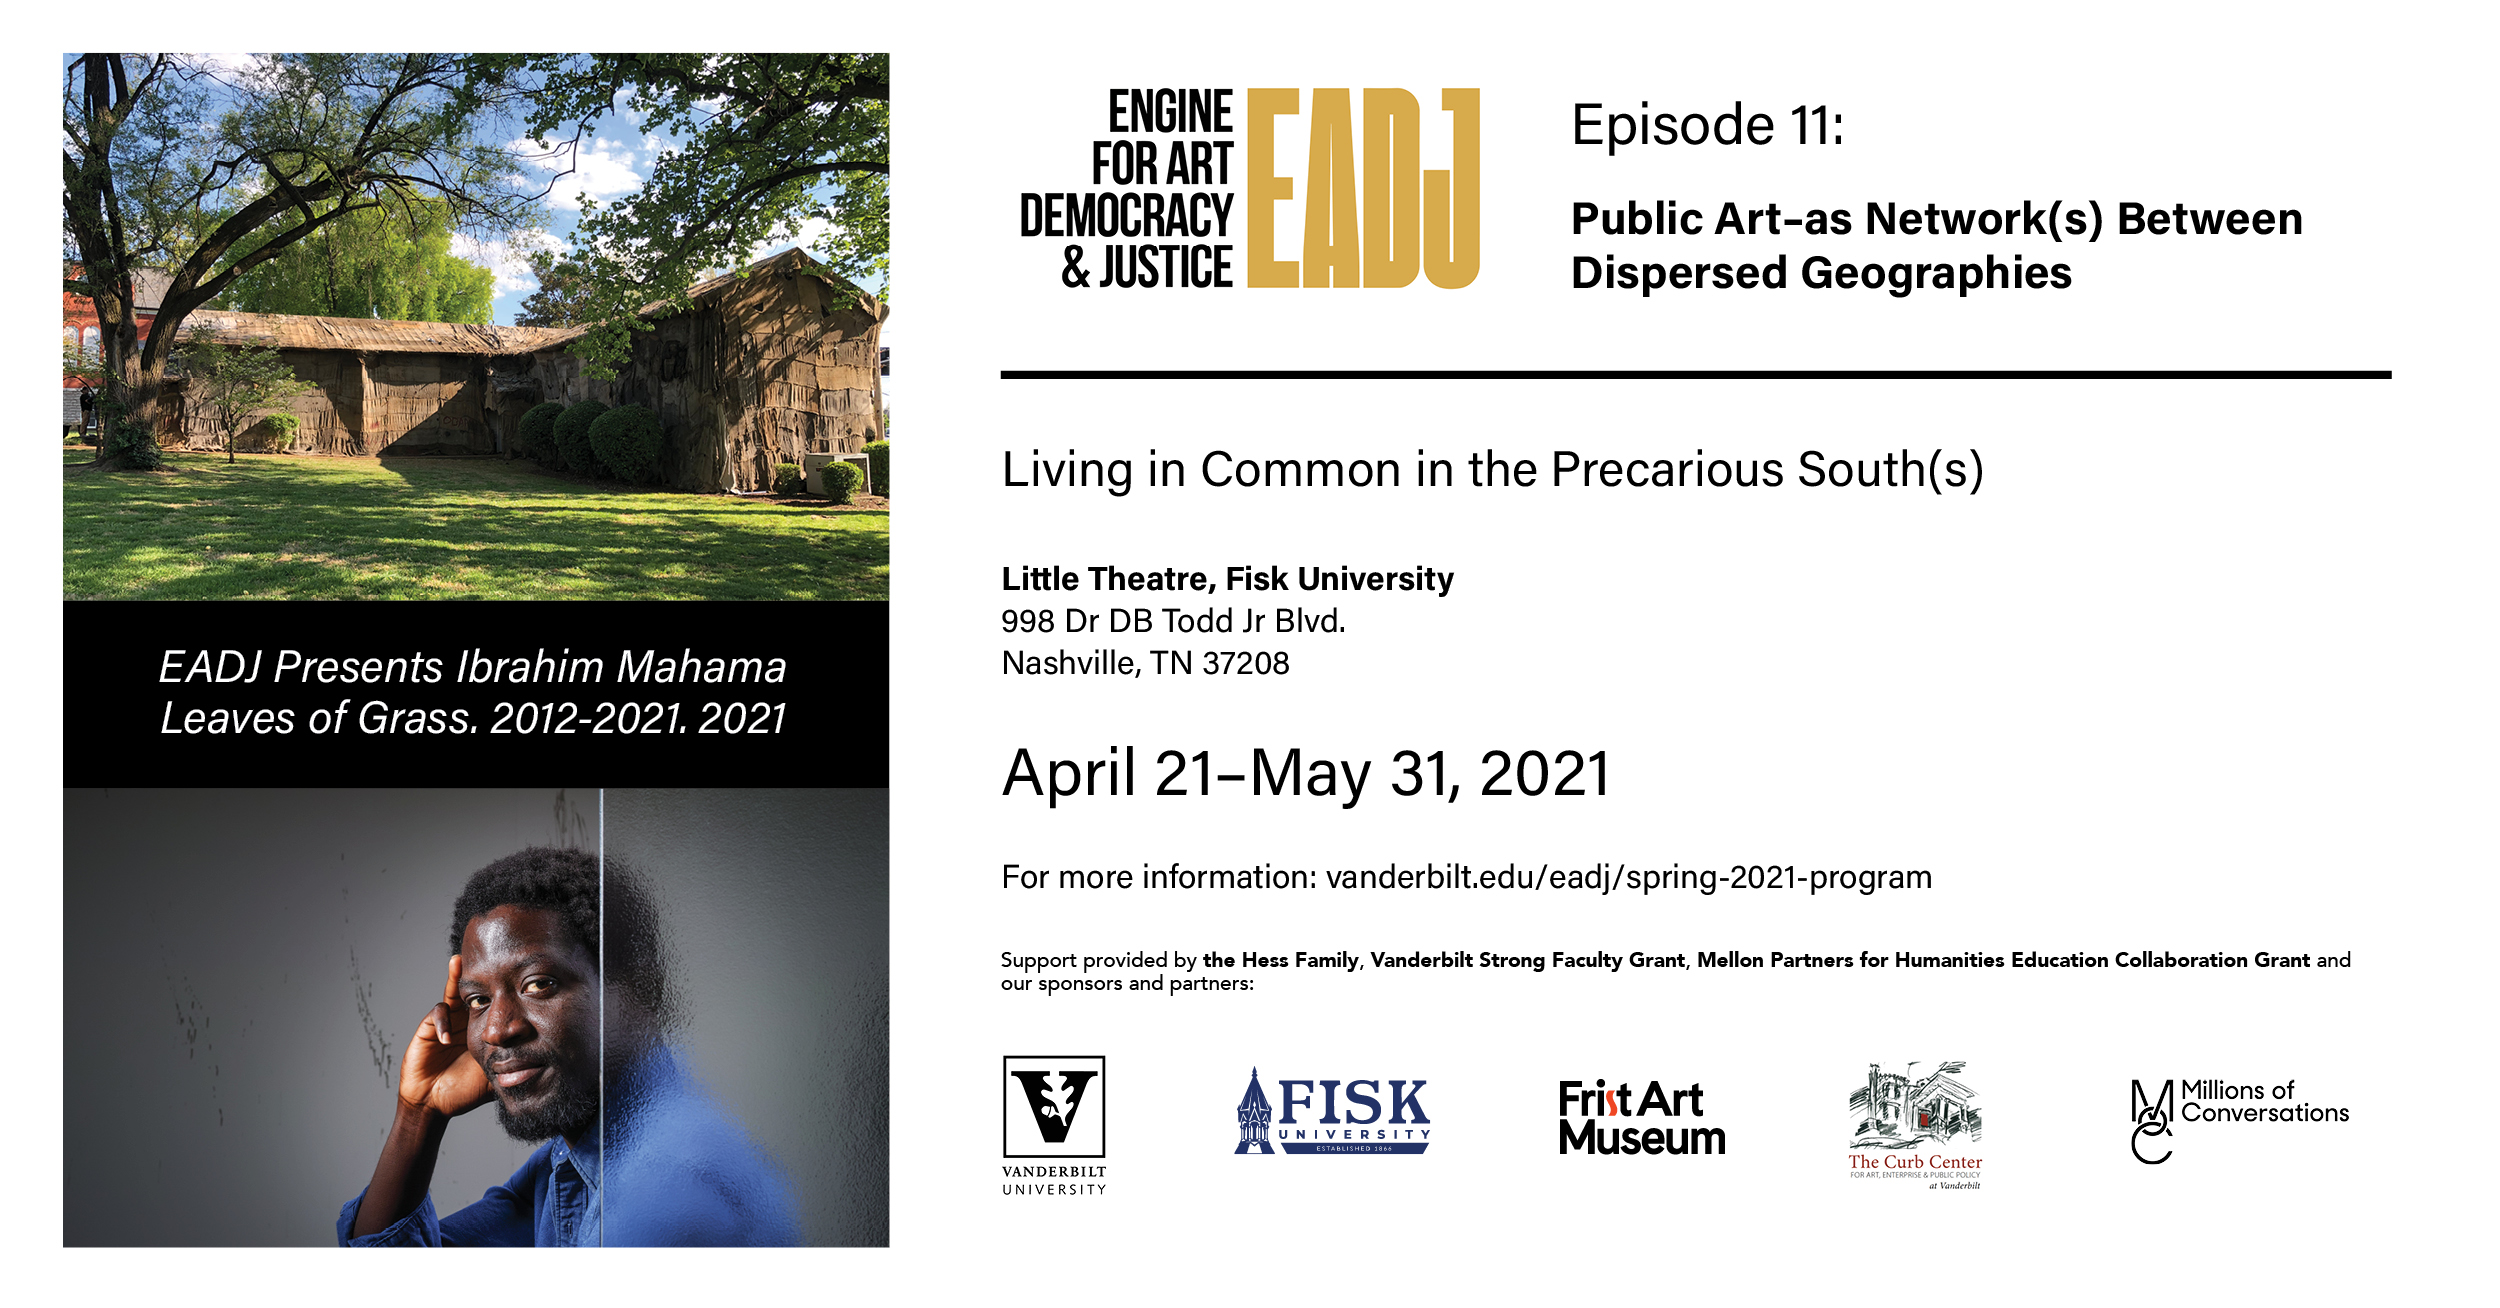 EADJ Presents Ibrahim Mahama
Leaves of Grass. 2012-2021. 2021
ENGINE
FOR ART
DEMOCRACY
& JUSTICE
EADJ
Episode 11:
Public Art–as Network(s) Between
Dispersed Geographies
Living in Common in the Precarious South(s)
Little Theatre, Fisk University
998 Dr DB Todd Jr Blvd.
Nashville, TN 37208
April 21–May 31, 2021
For more information: vanderbilt.edu/eadj/spring-2021-program
Support provided by the Hess Family, Vanderbilt Strong Faculty Grant, Mellon Partners for Humanities Education Collaboration Grant and
our sponsors and partners:
V
VANDERBILT
UNIVERSITY
FISK
UNIVERSITY
ESTABLISHED 1866
Frist Art
Museum
The Curb Center
FOR ART, ENTERPRISE & PUBLIC POLICY
at Vanderbilt
MOC
Millions of
Conversations